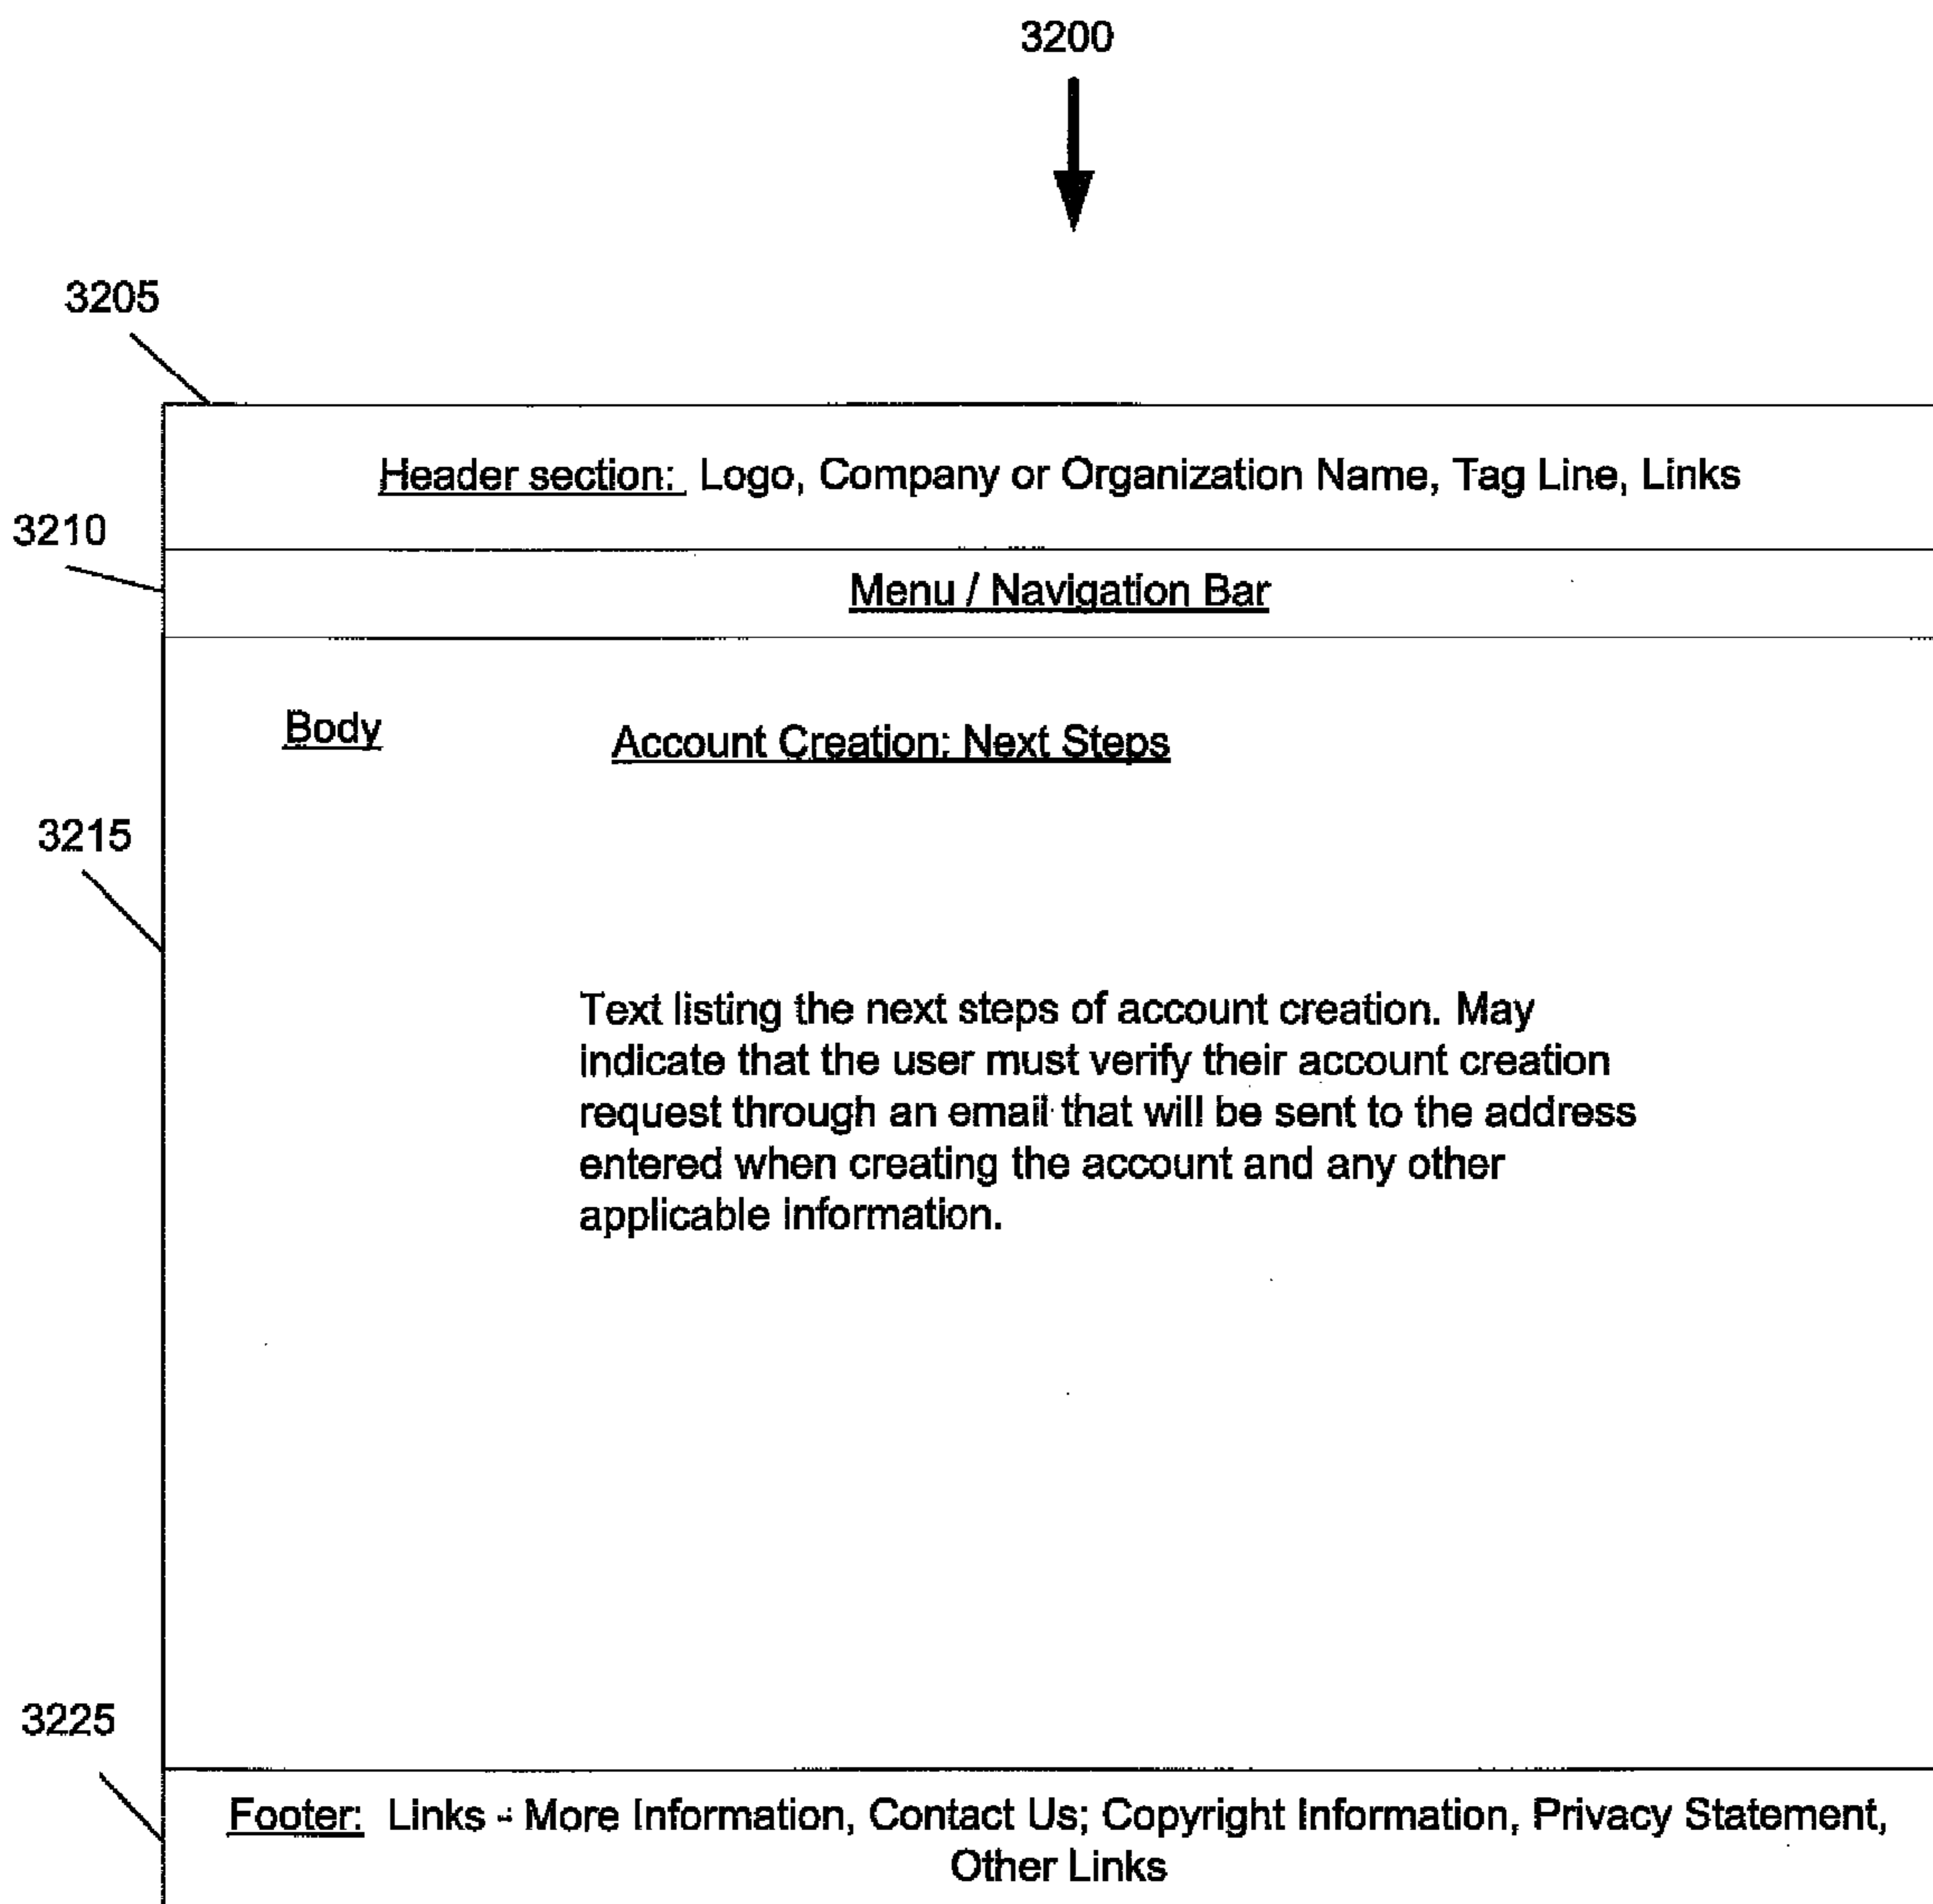 3200
3205
Header section: Logo, Company or Organization Name, Tag Line, Links
3210
Menu / Navigation Bar
Body
Account Creation: Next Steps
3215
Text listing the next steps of account creation. May
indicate that the user must verify their account creation
request through an email that will be sent to the address
entered when creating the account and any other
applicable information.
3225
Footer: Links - More Information, Contact Us; Copyright Information, Privacy Statement,
Other Links